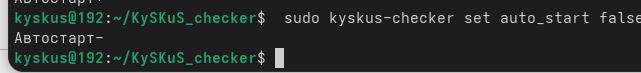 kyskus@192:~/KySKuS_checker$  sudo kyskus-checker set auto_start false
Автостарт-
kyskus@192:~/KySKuS_checker$